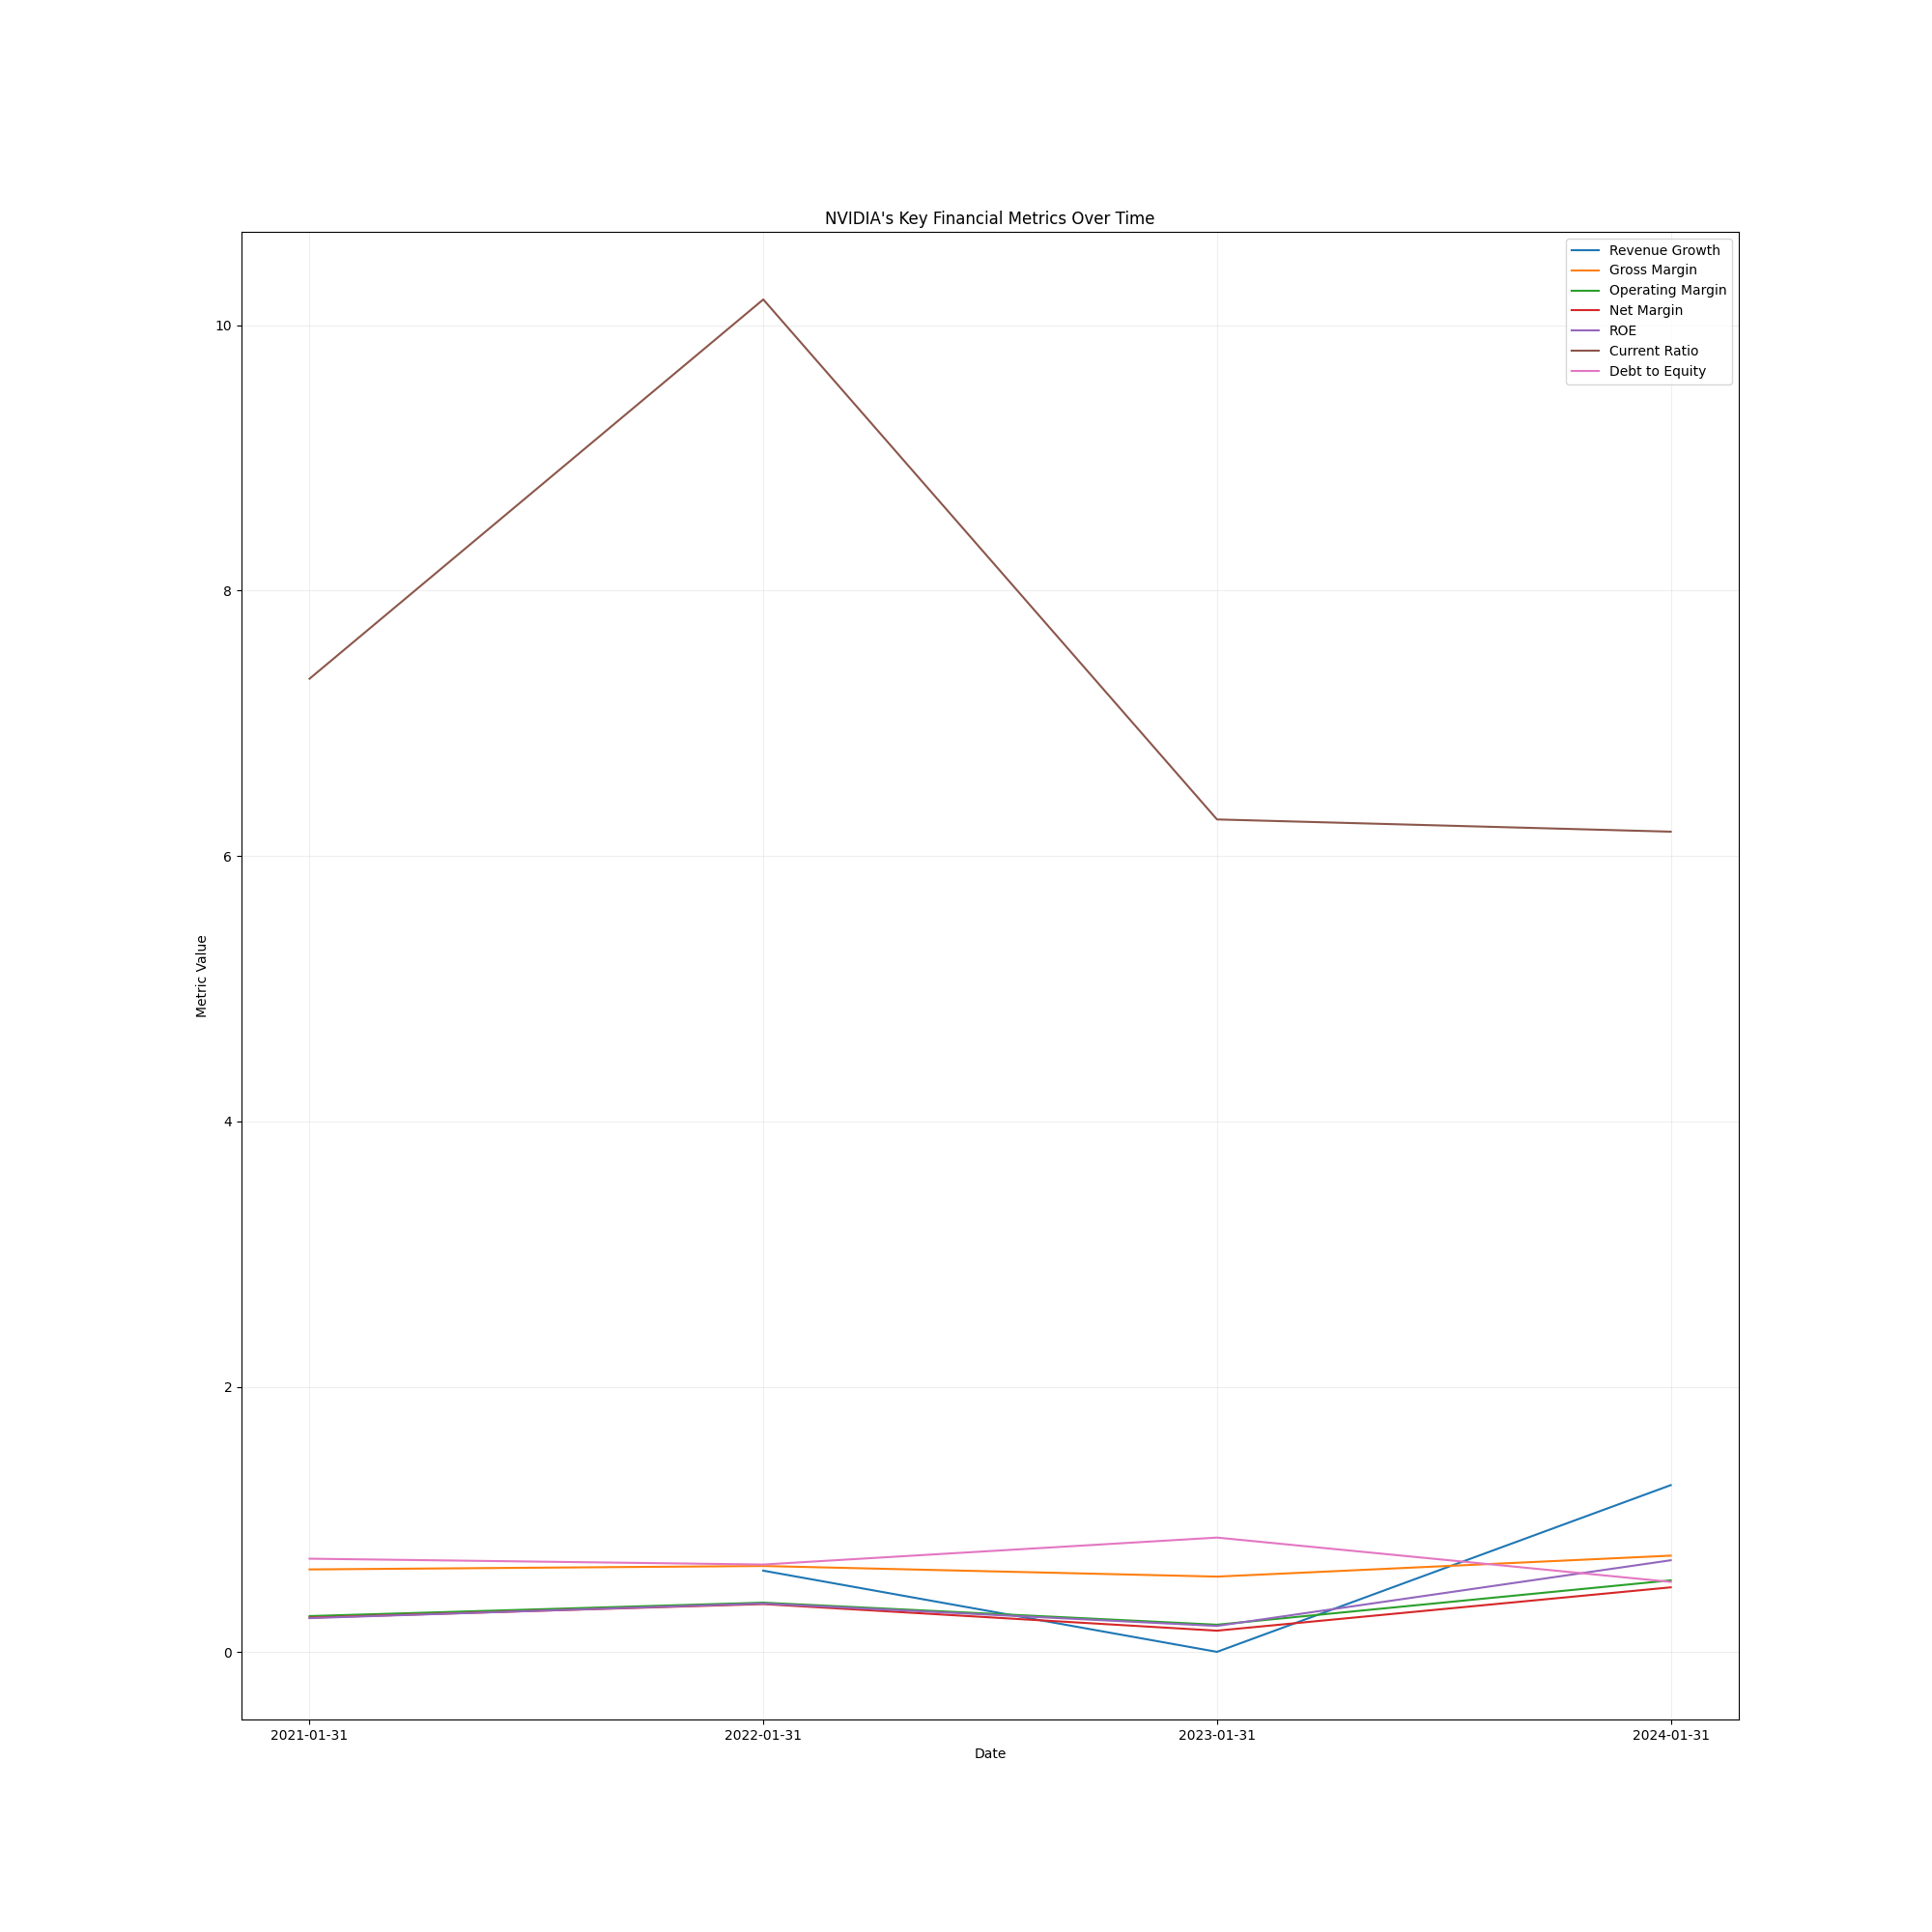 NVIDIA's Key Financial Metrics Over Time
Revenue Growth
Gross Margin
Operating Margin
Net Margin
ROE
Current Ratio
Debt to Equity
10
8
6
4
2
0
Metric Value
2021-01-31
2022-01-31
2023-01-31
2024-01-31
Date